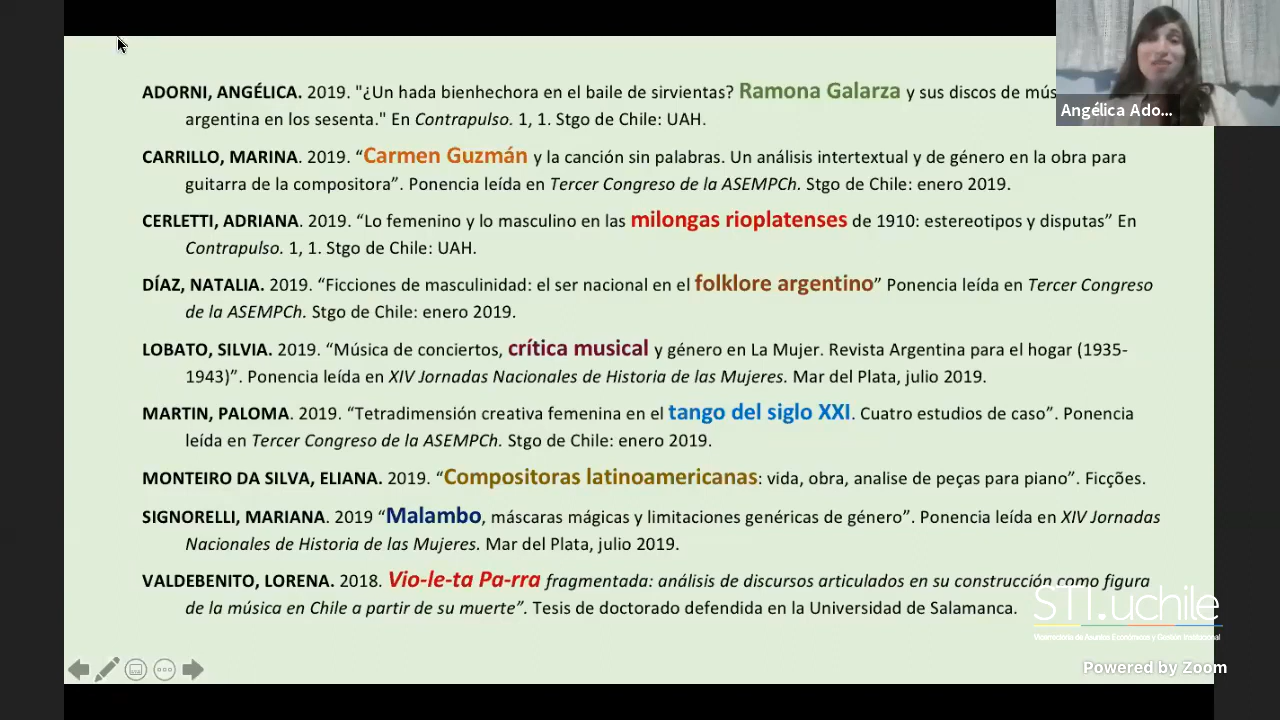 ADORNI, ANGÉLICA. 2019. "¿Un hada bienhechora en el baile de sirvientas? Ramona Galarza y sus discos de mús
argentina en los sesenta." En Contrapulso. 1, 1. Stgo de Chile: UAH.
Angélica Ado...
CARRILLO, MARINA. 2019. “Carmen Guzmán y la canción sin palabras. Un análisis intertextual y de género en la obra para
guitarra de la compositora”. Ponencia leída en Tercer Congreso de la ASEMPCh. Stgo de Chile: enero 2019.
CERLETTI, ADRIANA. 2019. “Lo femenino y lo masculino en las milongas rioplatenses de 1910: estereotipos y disputas” En
Contrapulso. 1, 1. Stgo de Chile: UAH.
DÍAZ, NATALIA. 2019. “Ficciones de masculinidad: el ser nacional en el folklore argentino” Ponencia leída en Tercer Congreso
de la ASEMPCh. Stgo de Chile: enero 2019.
LOBATO, SILVIA. 2019. “Música de conciertos, crítica musical y género en La Mujer. Revista Argentina para el hogar (1935-
1943)”. Ponencia leída en XIV Jornadas Nacionales de Historia de las Mujeres. Mar del Plata, julio 2019.
MARTIN, PALOMA. 2019. “Tetradimensión creativa femenina en el tango del siglo XXI. Cuatro estudios de caso”. Ponencia
leída en Tercer Congreso de la ASEMPCh. Stgo de Chile: enero 2019.
MONTEIRO DA SILVA, ELIANA. 2019. “Compositoras latinoamericanas: vida, obra, analise de peças para piano”. Ficções.
SIGNORELLI, MARIANA. 2019 “Malambo, máscaras mágicas y limitaciones genéricas de género”. Ponencia leída en XIV Jornadas
Nacionales de Historia de las Mujeres. Mar del Plata, julio 2019.
VALDEBENITO, LORENA. 2018. Vio-le-ta Pa-rra fragmentada: análisis de discursos articulados en su construcción como figura
de la música en Chile a partir de su muerte”. Tesis de doctorado defendida en la Universidad de Salamanca.
STI.uchile
Vicerrectoría de Asuntos Económicos y Gestión Institucional
Powered by Zoom